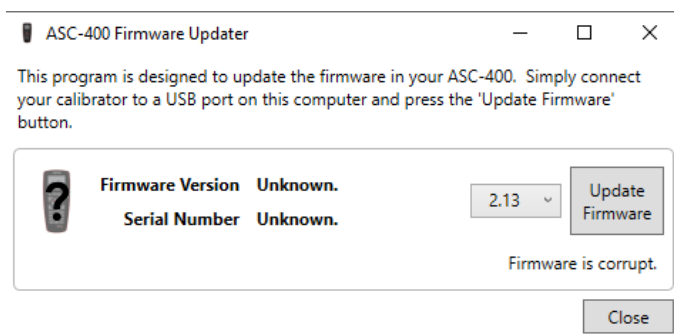 ASC-400 Firmware Updater
This program is designed to update the firmware in your ASC-400.  Simply connect
your calibrator to a USB port on this computer and press the 'Update Firmware'
button.
?
Firmware Version Unknown.
2.13
Update
Firmware
Serial Number Unknown.
Firmware is corrupt.
Close